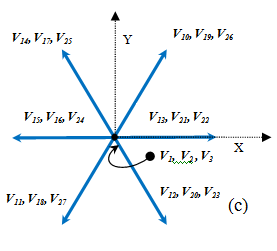 V14, V17, V25 Y V10, V19, V26
V15, V16, V24 V13, V21, V22
X
V1, V2, V3
V11, V18, V27 V12, V20, V23 (c)